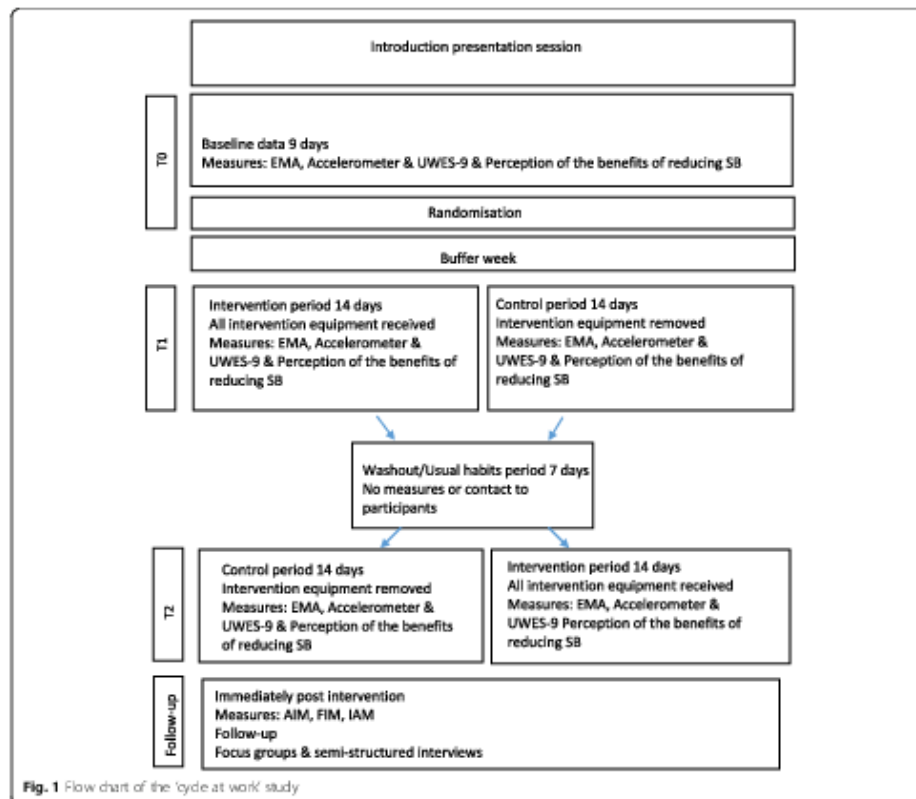 Introduction presentation session
T0
Baseline data 9 days
Measures: EMA, Accelerometer & UWES-9 & Perception of the benefits of reducing SB
Randomisation
Buffer week
T1
Intervention period 14 days
All intervention equipment received
Measures: EMA, Accelerometer &
UWES-9 & Perception of the benefits of
reducing SB
Control period 14 days
Intervention equipment removed
Measures: EMA, Accelerometer &
UWES-9 & Perception of the benefits of
reducing SB
Washout/Usual habits period 7 days
No measures or contact to
participants
T2
Control period 14 days
Intervention equipment removed
Measures: EMA, Accelerometer &
UWES-9 & Perception of the benefits
of reducing SB
Intervention period 14 days
All intervention equipment received
Measures: EMA, Accelerometer &
UWES-9 Perception of the benefits of
reducing SB
Follow-up
Immediately post intervention
Measures: AIM, FIM, IAM
Follow-up
Focus groups & semi-structured interviews
Fig. 1 Flow chart of the 'cycle at work' study